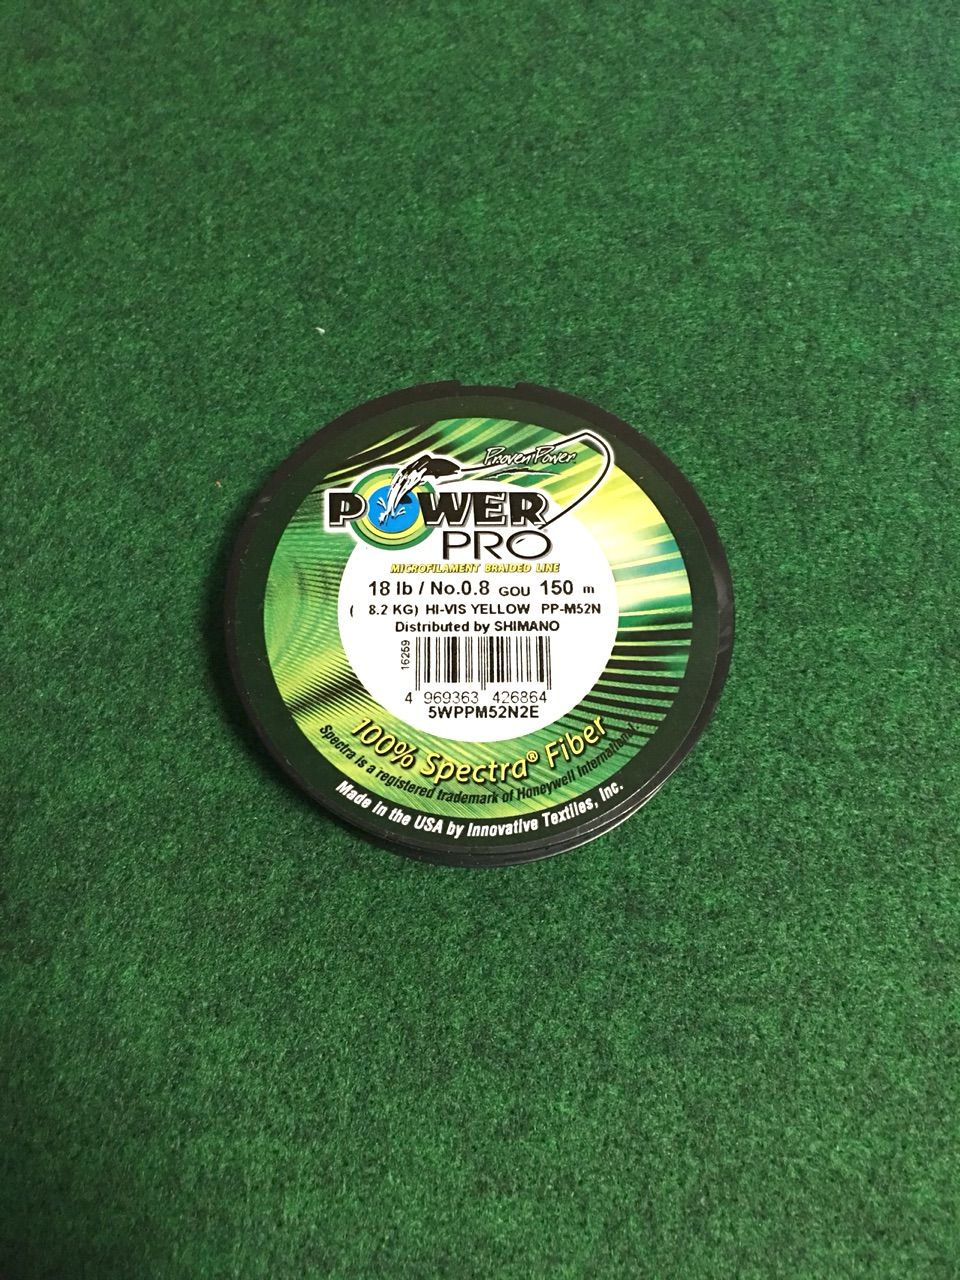 Proven Power
POWER
PRO
MICROFILAMENT BRAIDED LINE
18 lb / No.0.8 GOU 150 m
( 8.2 KG) HI-VIS YELLOW PP-M52N
Distributed by SHIMANO
16259
4 969363 426864
5WPPM52N2E
100% Spectra® Fiber
Spectra is a registered trademark of Honeywell International.
Made in the USA by Innovative Textiles, Inc.